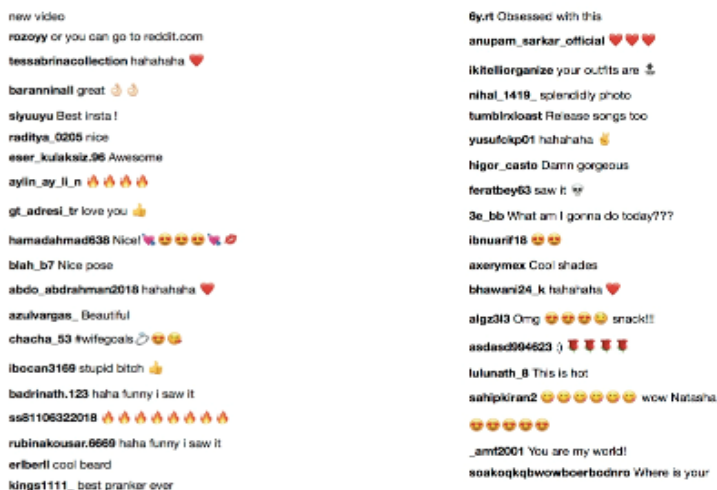 new video
rozoyy or you can go to reddit.com
tessabrinacollection hahahaha ❤️
baranninall great 👌🏻👌🏻
siyuuyu Best insta !
raditya_0205 nice
eser_kulaksiz.96 Awesome
aylin_ay_li_n 🔥🔥🔥🔥
gt_adresi_tr love you 👍
hamadahmad638 Nice!💘😍😍😍💘💋
blah_b7 Nice pose
abdo_abdrahman2018 hahahaha ❤️
azulvargas_ Beautiful
chacha_53 #wifegoals💍😍😘
ibocan3169 stupid bitch 👍
badrinath.123 haha funny i saw it
ss81106322018 🔥🔥🔥🔥🔥🔥🔥🔥
rubinakousar.6669 haha funny i saw it
erlberll cool beard
kings1111_ best pranker ever
6y.rt Obsessed with this
anupam_sarkar_official ❤️❤️❤️
ikitelliorganize your outfits are 🔝
nihal_1419_ splendidly photo
tumblrxloast Release songs too
yusufckp01 hahahaha ✌️
higor_casto Damn gorgeous
feratbey63 saw it 💀
3e_bb What am I gonna do today???
ibnuarif18 😍😍
axerymex Cool shades
bhawani24_k hahahaha ❤️
algz3l3 Omg 😍😍😍😉 snack!!!
asdasd994623 :) 🌹🌹🌹🌹
lulunath_8 This is hot
sahipkiran2 😋😋😋😋😋😋 wow Natasha
😍😍😍😍😍
_amf2001 You are my world!
soakoqkqbwowboerbodnro Where is your